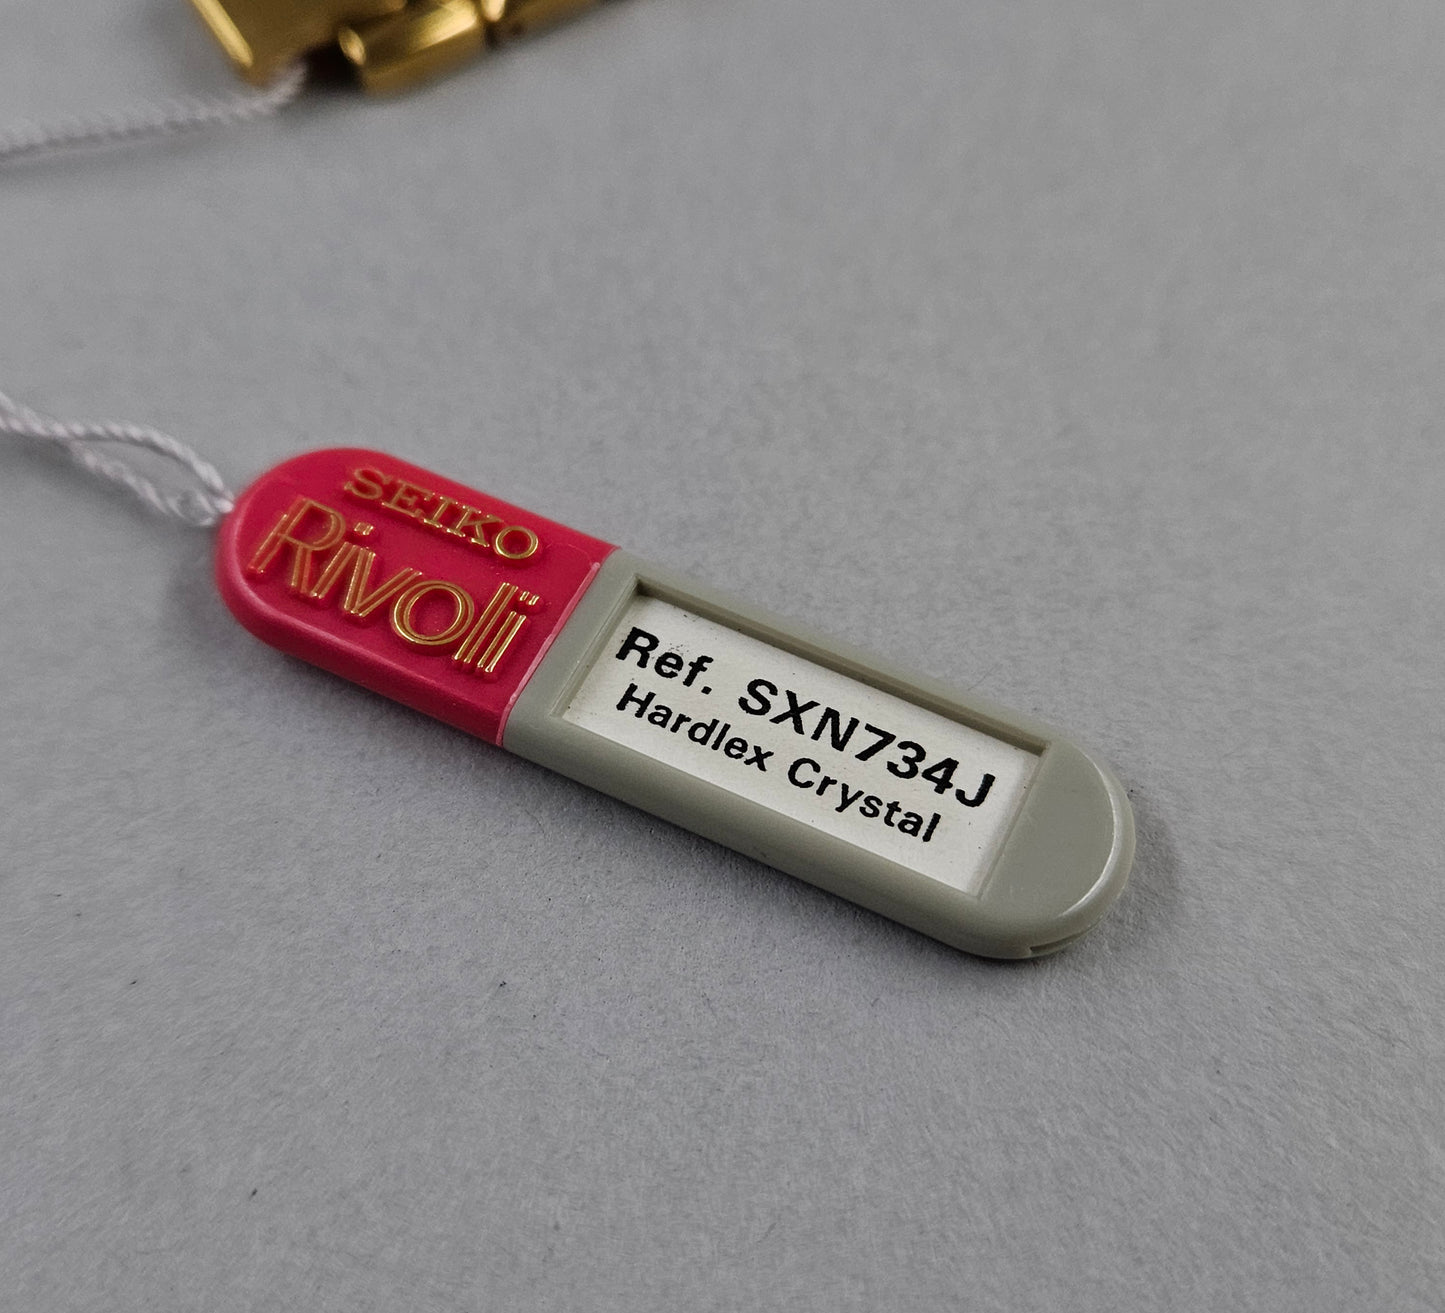 SEIKO
Rivoli
Ref. SXN734J
Hardlex Crystal